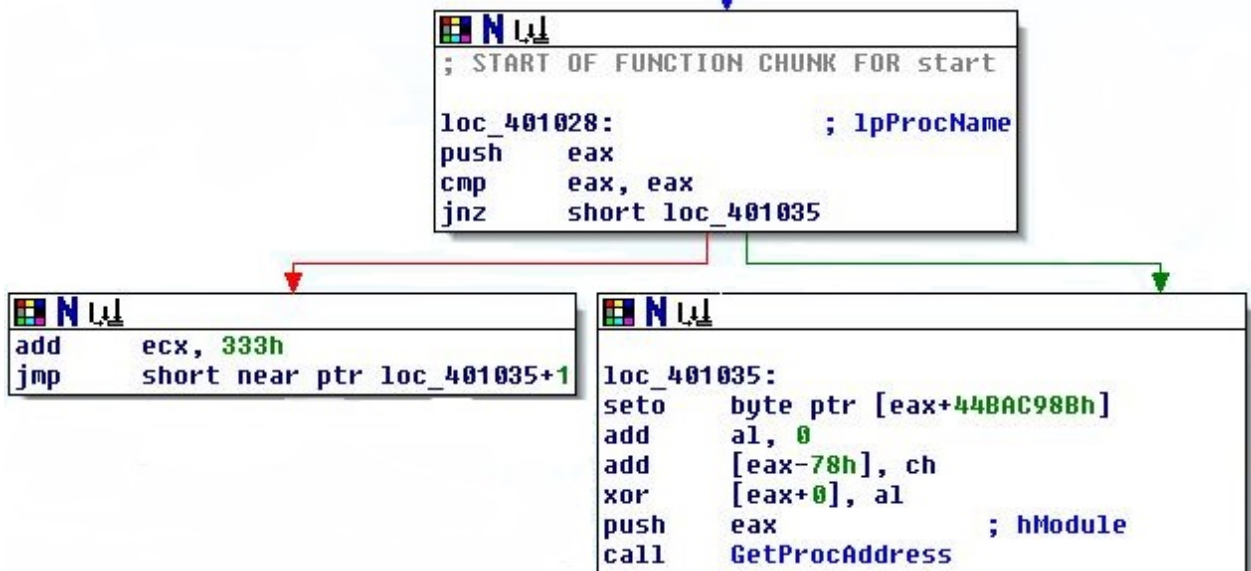 ; START OF FUNCTION CHUNK FOR start
loc_401028: ; lpProcName
push eax
cmp eax, eax
jnz short loc_401035
add ecx, 333h
jmp short near ptr loc_401035+1
loc_401035:
seto byte ptr [eax+44BAC98Bh]
add al, 0
add [eax-78h], ch
xor [eax+0], al
push eax ; hModule
call GetProcAddress